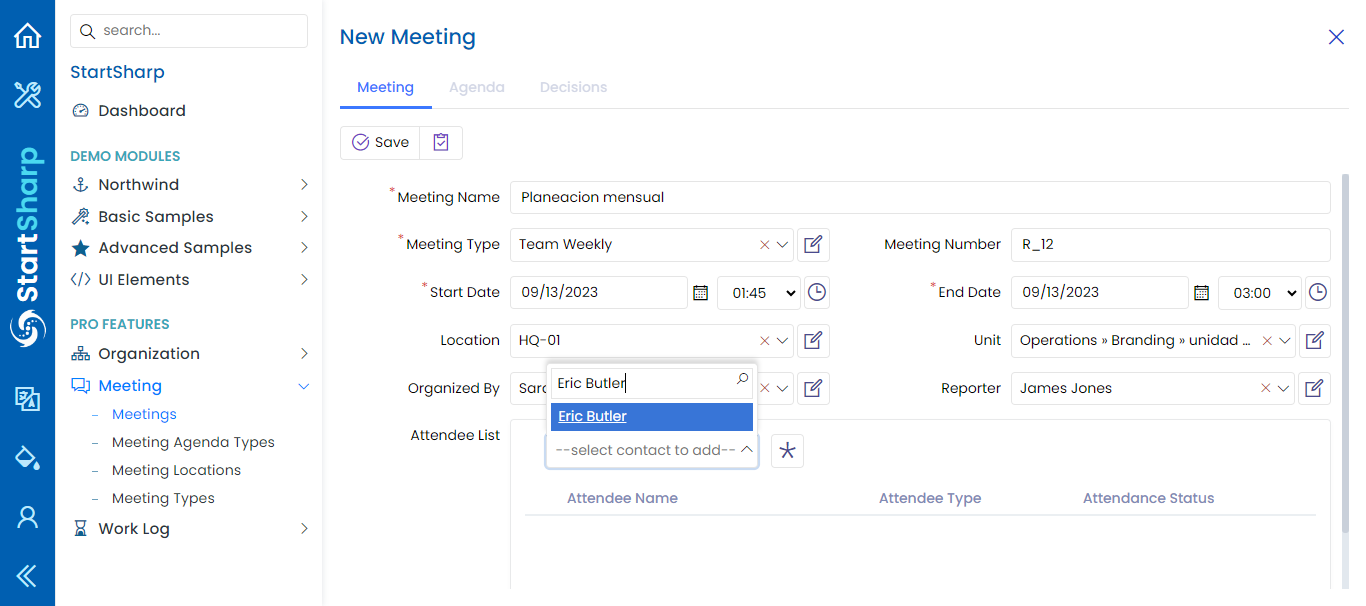 search...
StartSharp
Dashboard
DEMO MODULES
Northwind
Basic Samples
Advanced Samples
UI Elements
PRO FEATURES
Organization
Meeting
Meetings
Meeting Agenda Types
Meeting Locations
Meeting Types
Work Log
StartSharp
New Meeting
Meeting Agenda Decisions
Save
* Meeting Name Planeacion mensual
* Meeting Type Team Weekly Meeting Number R_12
* Start Date 09/13/2023 01:45 * End Date 09/13/2023 03:00
Location HQ-01 Unit Operations » Branding » unidad ...
Organized By Reporter James Jones
Eric Butler
Eric Butler
Attendee List
--select contact to add--
Attendee Name Attendee Type Attendance Status